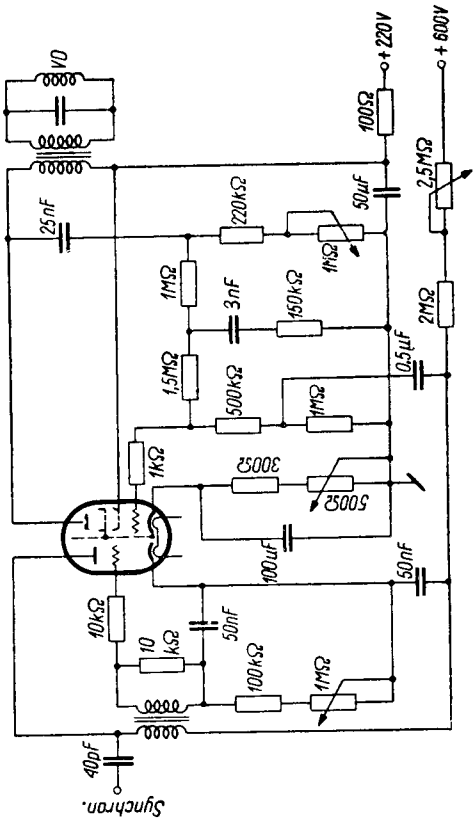 Synchron.
40pF
10kΩ
10
kΩ
50nF
100kΩ
1MΩ
50nF
100µF
300Ω
500Ω
1kΩ
1,5MΩ
500kΩ
1MΩ
0,5µF
1MΩ
3nF
150kΩ
25nF
220kΩ
1MΩ
50µF
100Ω
+ 220V
2MΩ
2,5MΩ
+ 600V
VD